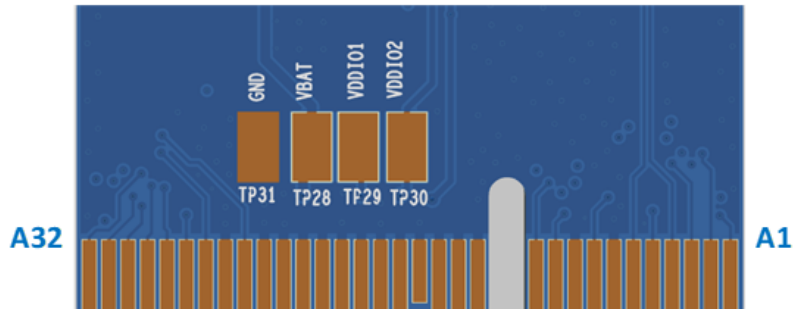 GND VBAT VDDIO1 VDDIO2
TP31 TP28 TP29 TP30
A32 A1